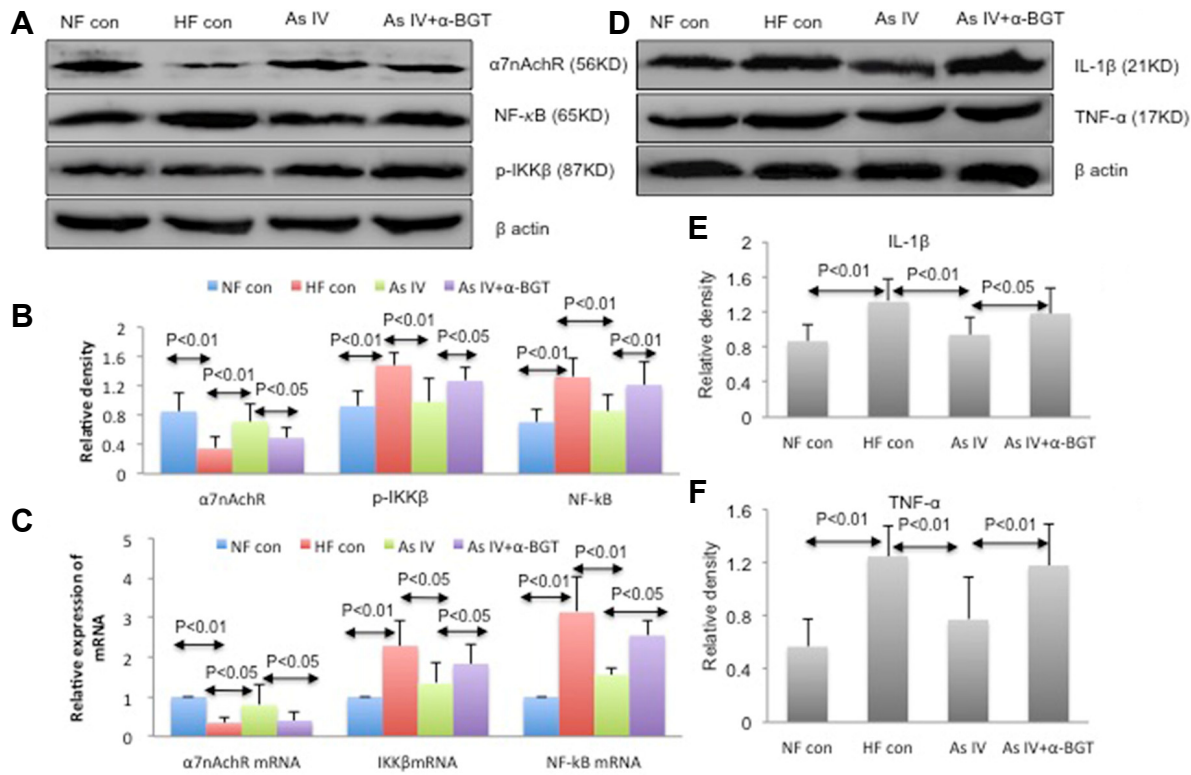 A
NF con HF con As IV As IV+α-BGT
α7nAchR (56KD)
NF-κB (65KD)
p-IKKβ (87KD)
β actin
D
NF con HF con As IV As IV+α-BGT
IL-1β (21KD)
TNF-α (17KD)
β actin
B
NF con HF con As IV As IV+α-BGT
Relative density
2
1.6
1.2
0.8
0.4
0
P<0.01
P<0.01
P<0.05
P<0.01
P<0.01
P<0.05
P<0.01
P<0.01
P<0.01
α7nAchR p-IKKβ NF-kB
C
NF con HF con As IV As IV+α-BGT
Relative expression of
mRNA
5
4
3
2
1
0
P<0.01
P<0.05
P<0.05
P<0.01
P<0.05
P<0.05
P<0.01
P<0.01
P<0.05
α7nAchR mRNA IKKβmRNA NF-kB mRNA
E
IL-1β
Relative density
2
1.6
1.2
0.8
0.4
0
P<0.01
P<0.01
P<0.05
NF con HF con As IV As IV+α-BGT
F
TNF-α
Relative density
1.6
1.2
0.8
0.4
0
P<0.01
P<0.01
P<0.01
NF con HF con As IV As IV+α-BGT